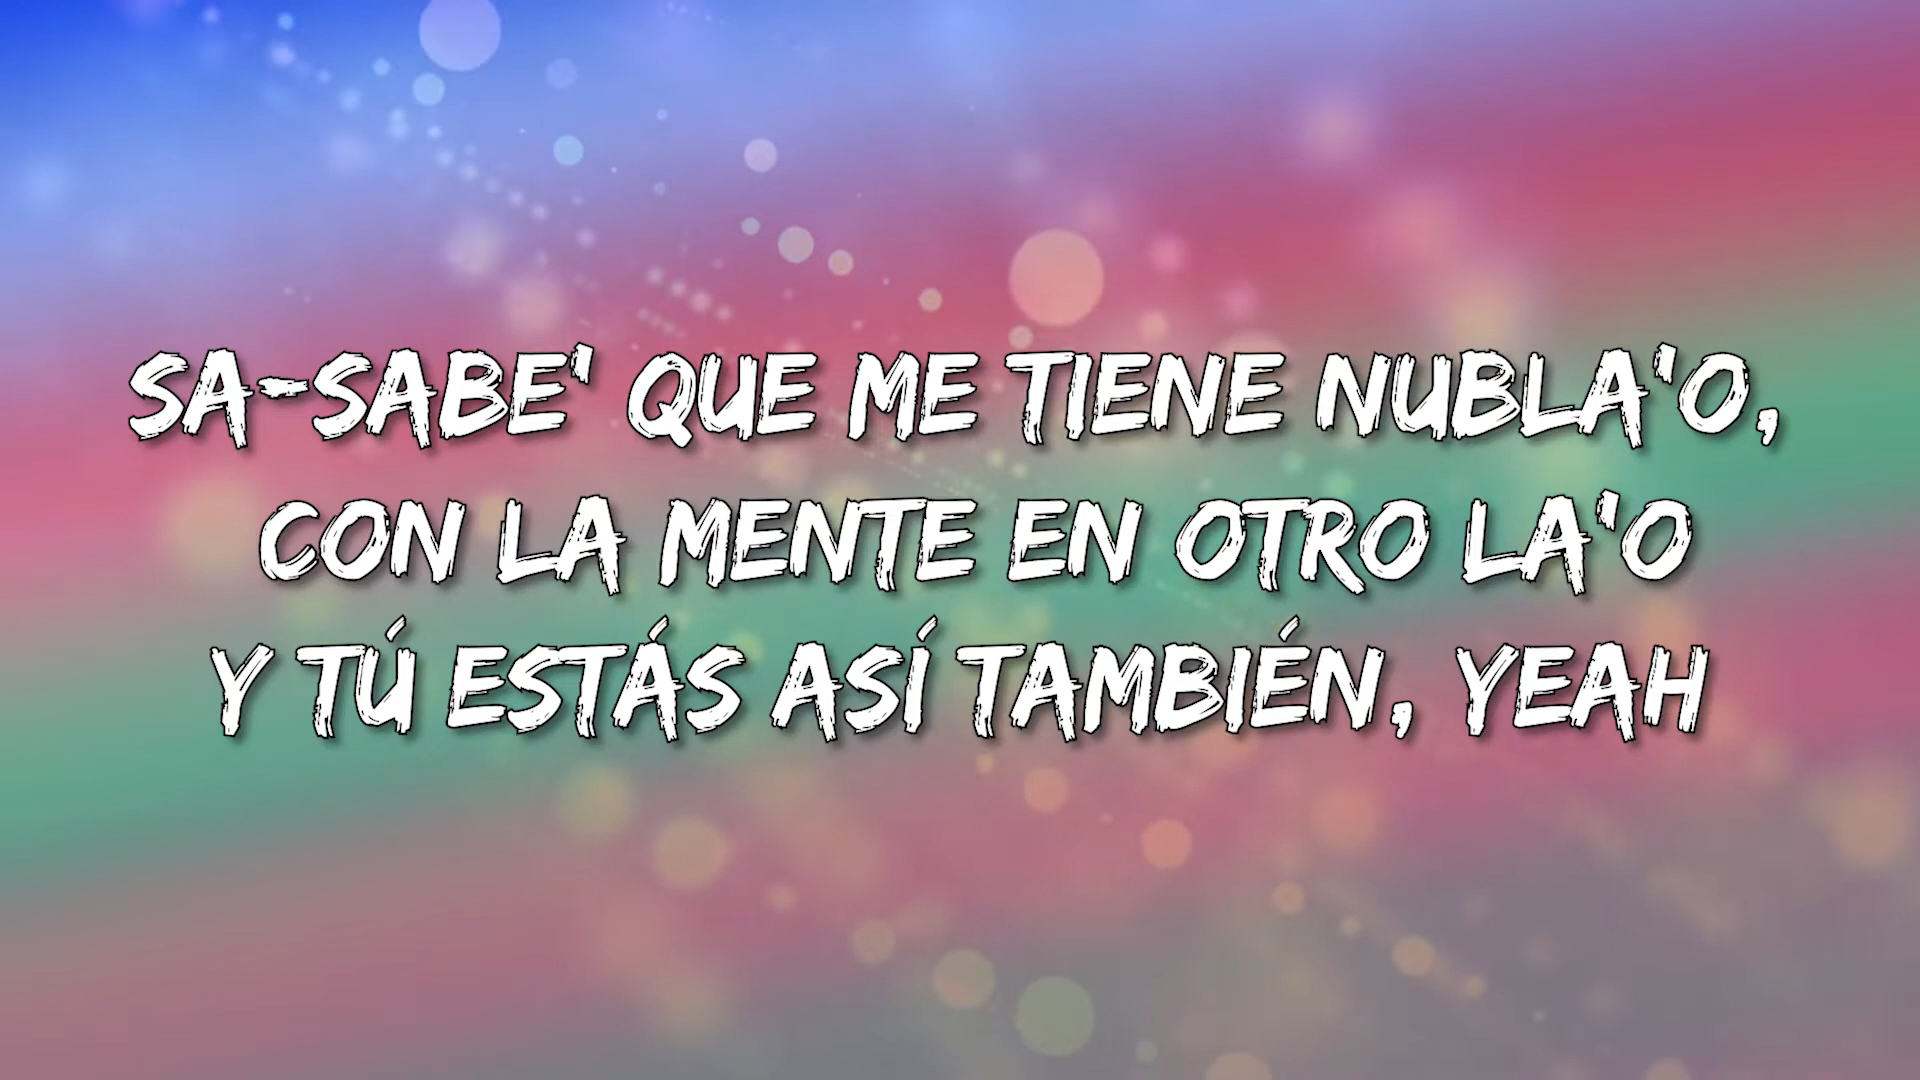 SA-SABE' QUE ME TIENE NUBLA'O,
CON LA MENTE EN OTRO LA'O
Y TÚ ESTÁS ASÍ TAMBIÉN, YEAH